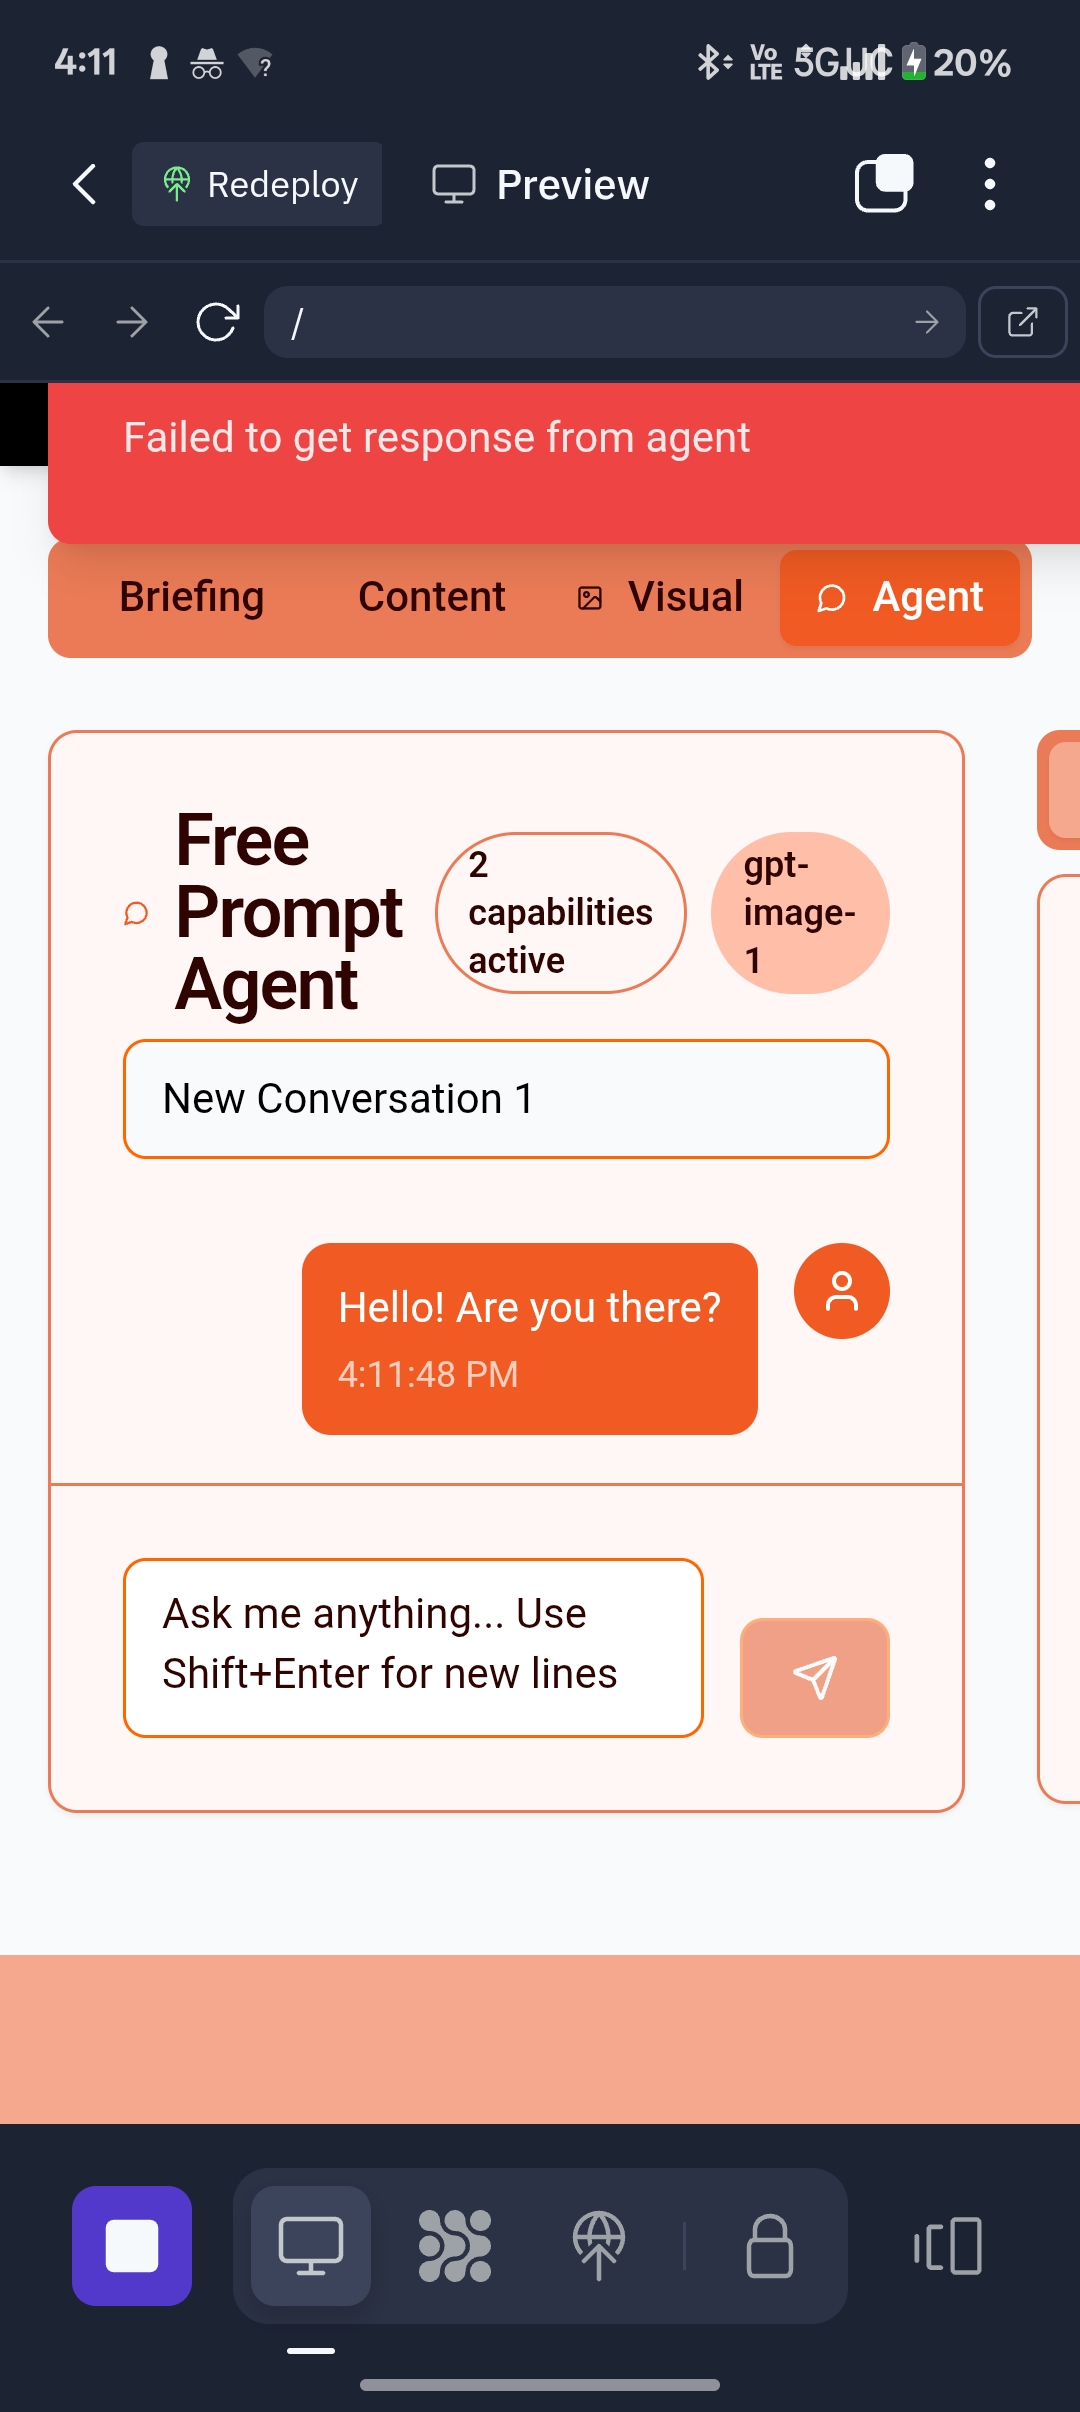 4:11
Vo
LTE
20%
Redeploy
Preview
/
Failed to get response from agent
Briefing
Content
Visual
Agent
Free
Prompt
Agent
2
capabilities
active
gpt-
image-
1
New Conversation 1
Hello! Are you there?
4:11:48 PM
Ask me anything... Use
Shift+Enter for new lines